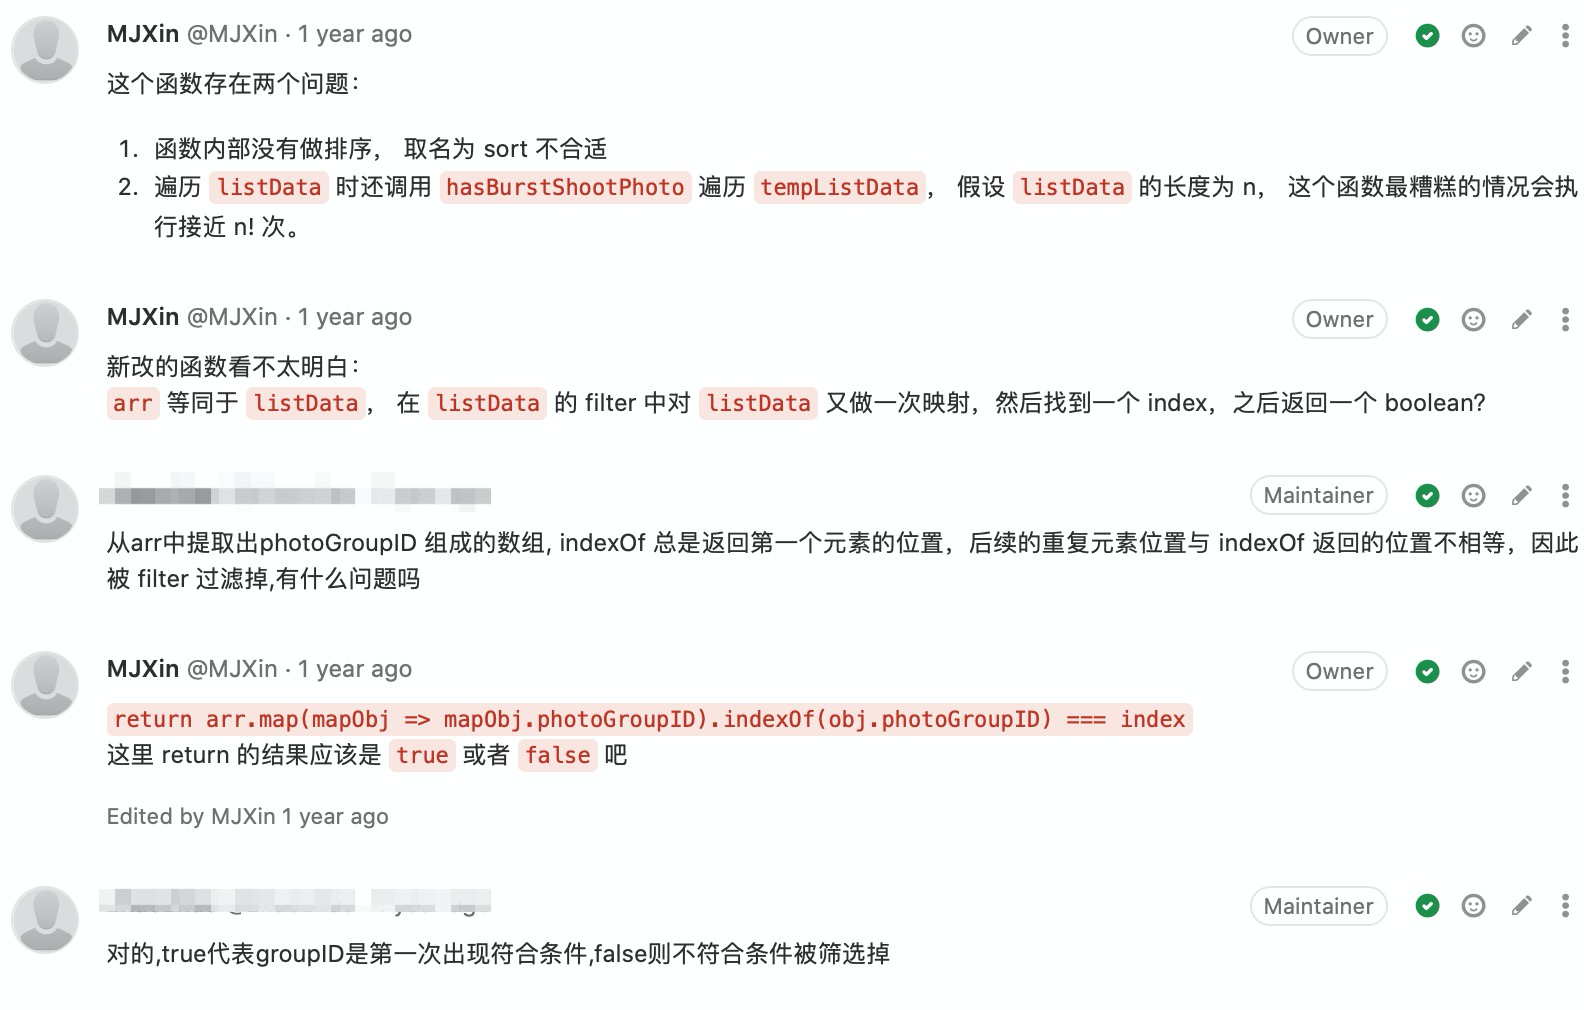 MJXin @MJXin · 1 year ago
Owner
这个函数存在两个问题：
1. 函数内部没有做排序， 取名为 sort 不合适
2. 遍历 listData 时还调用 hasBurstShootPhoto 遍历 tempListData， 假设 listData 的长度为 n， 这个函数最糟糕的情况会执
行接近 n! 次。
MJXin @MJXin · 1 year ago
Owner
新改的函数看不太明白：
arr 等同于 listData， 在 listData 的 filter 中对 listData 又做一次映射，然后找到一个 index，之后返回一个 boolean?
Maintainer
从arr中提取出photoGroupID 组成的数组, indexOf 总是返回第一个元素的位置，后续的重复元素位置与 indexOf 返回的位置不相等，因此
被 filter 过滤掉,有什么问题吗
MJXin @MJXin · 1 year ago
Owner
return arr.map(mapObj => mapObj.photoGroupID).indexOf(obj.photoGroupID) === index
这里 return 的结果应该是 true 或者 false 吧
Edited by MJXin 1 year ago
Maintainer
对的,true代表groupID是第一次出现符合条件,false则不符合条件被筛选掉